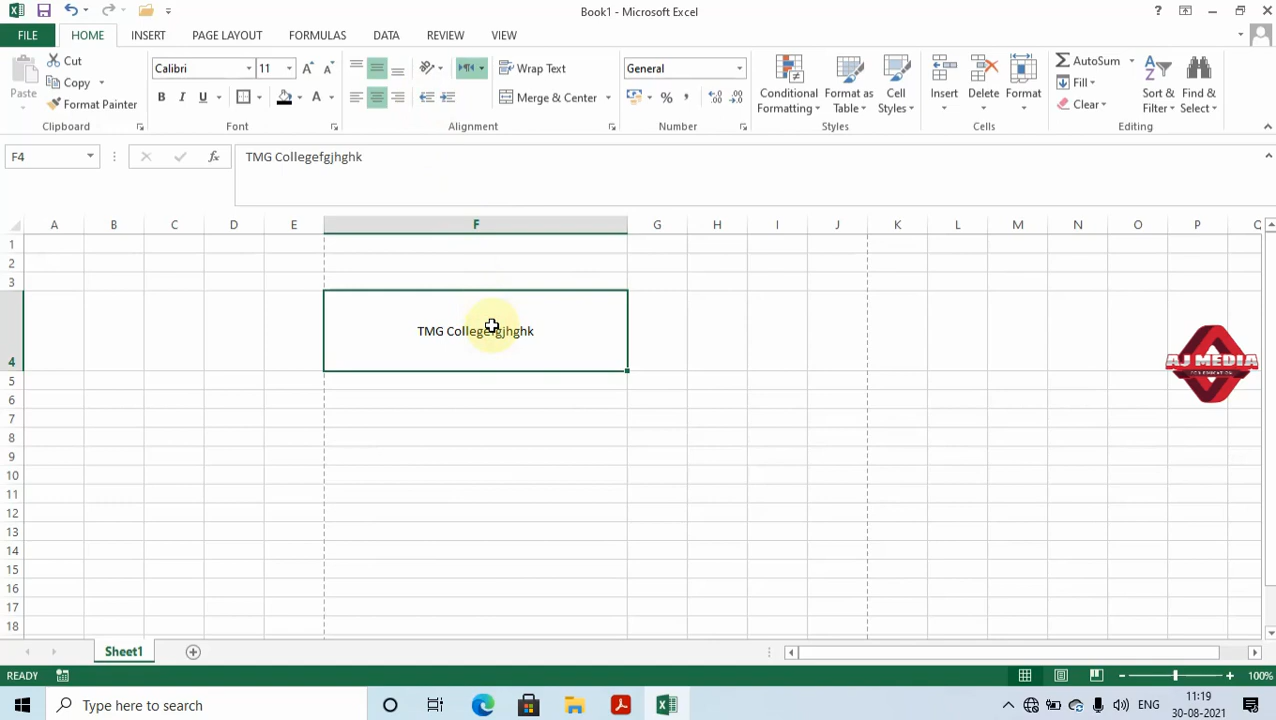 Book1 - Microsoft Excel
FILE HOME INSERT PAGE LAYOUT FORMULAS DATA REVIEW VIEW
Cut
Copy
Format Painter
Paste
Clipboard
Calibri 11
B I U
Font
Wrap Text
Merge & Center
Alignment
General
%
Number
Conditional Formatting
Format as Table
Cell Styles
Styles
Insert
Delete
Format
Cells
AutoSum
Fill
Clear
Sort & Filter
Find & Select
Editing
F4
fx
TMG Collegefgjhghk
A B C D E F G H I J K L M N O P Q
1
2
3
4
TMG Collegefgjhghk
AJ MEDIA
FOR EDUCATION
5
6
7
8
9
10
11
12
13
14
15
16
17
18
Sheet1
READY
100%
Type here to search
ENG
11:19
30-08-2021